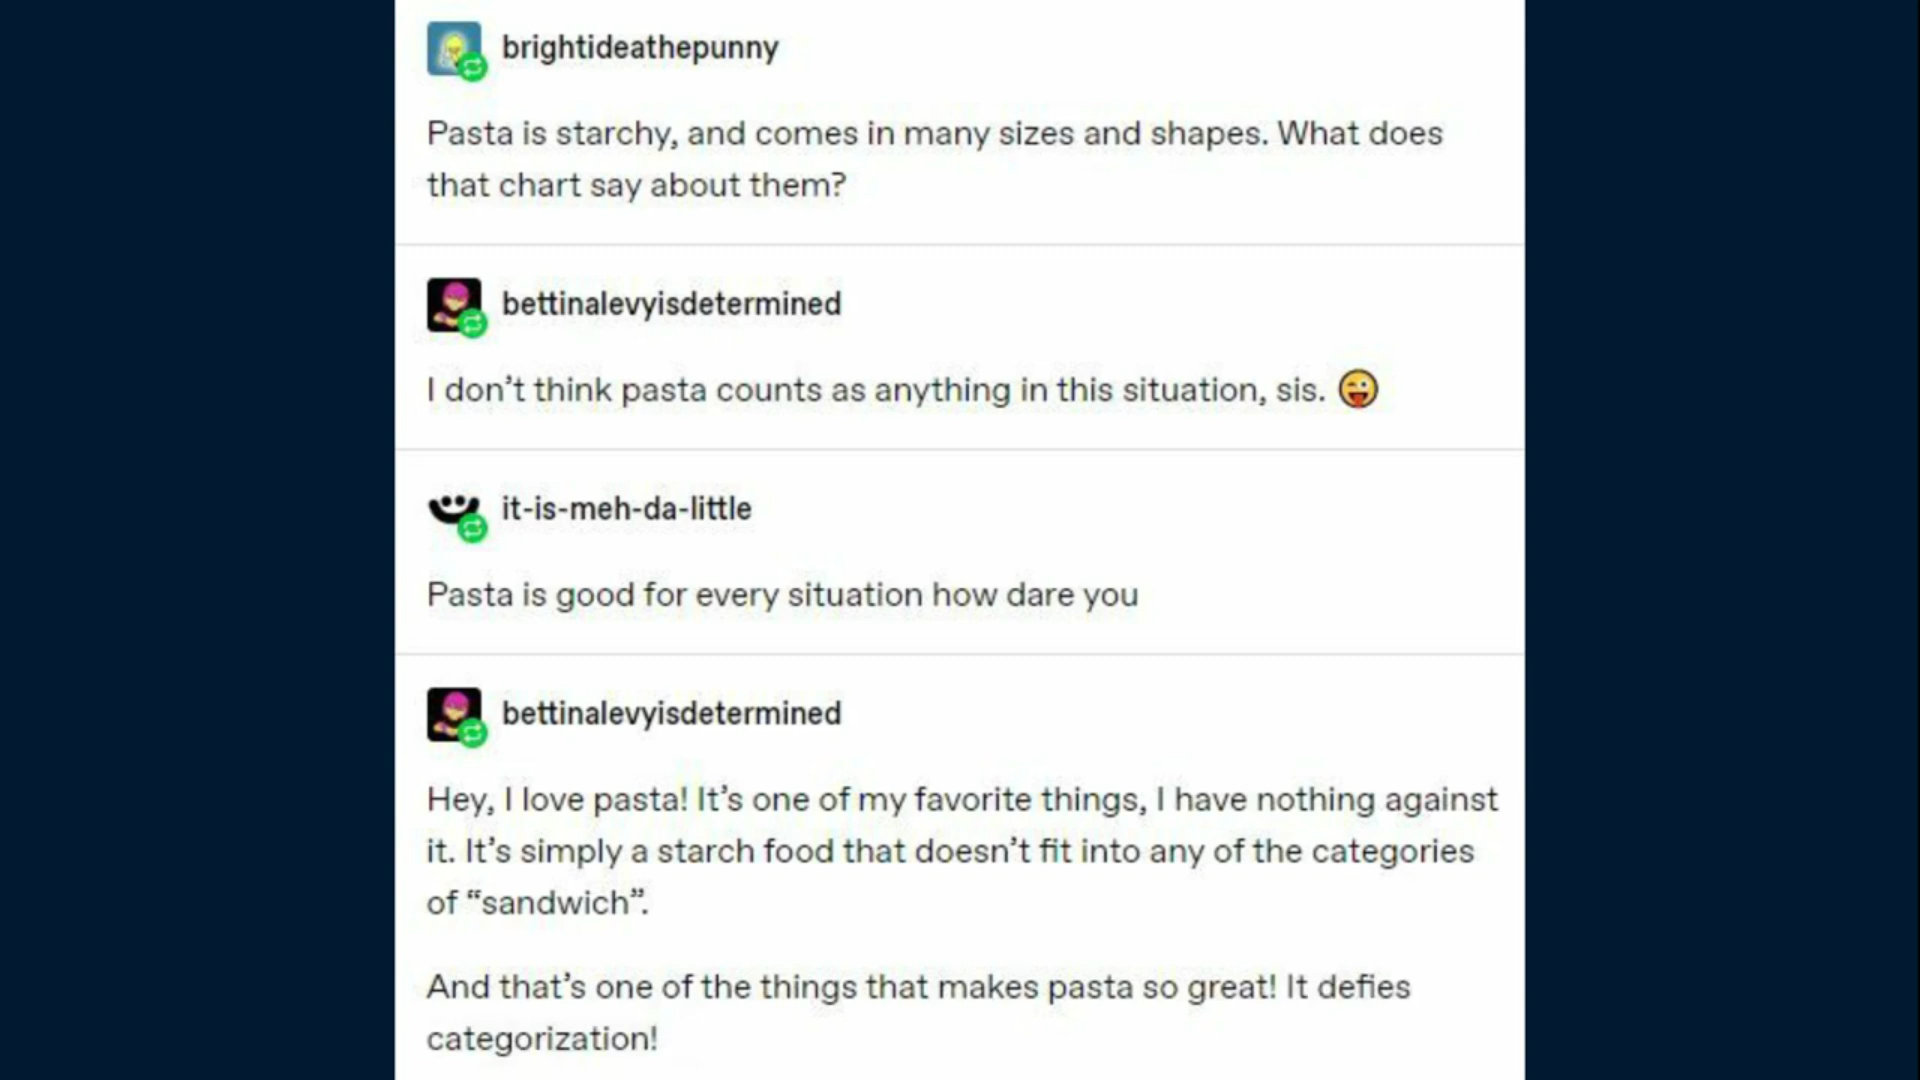 brightideathepunny
Pasta is starchy, and comes in many sizes and shapes. What does
that chart say about them?
bettinalevyisdetermined
I don’t think pasta counts as anything in this situation, sis. 😜
it-is-meh-da-little
Pasta is good for every situation how dare you
bettinalevyisdetermined
Hey, I love pasta! It’s one of my favorite things, I have nothing against
it. It’s simply a starch food that doesn’t fit into any of the categories
of “sandwich”.
And that’s one of the things that makes pasta so great! It defies
categorization!